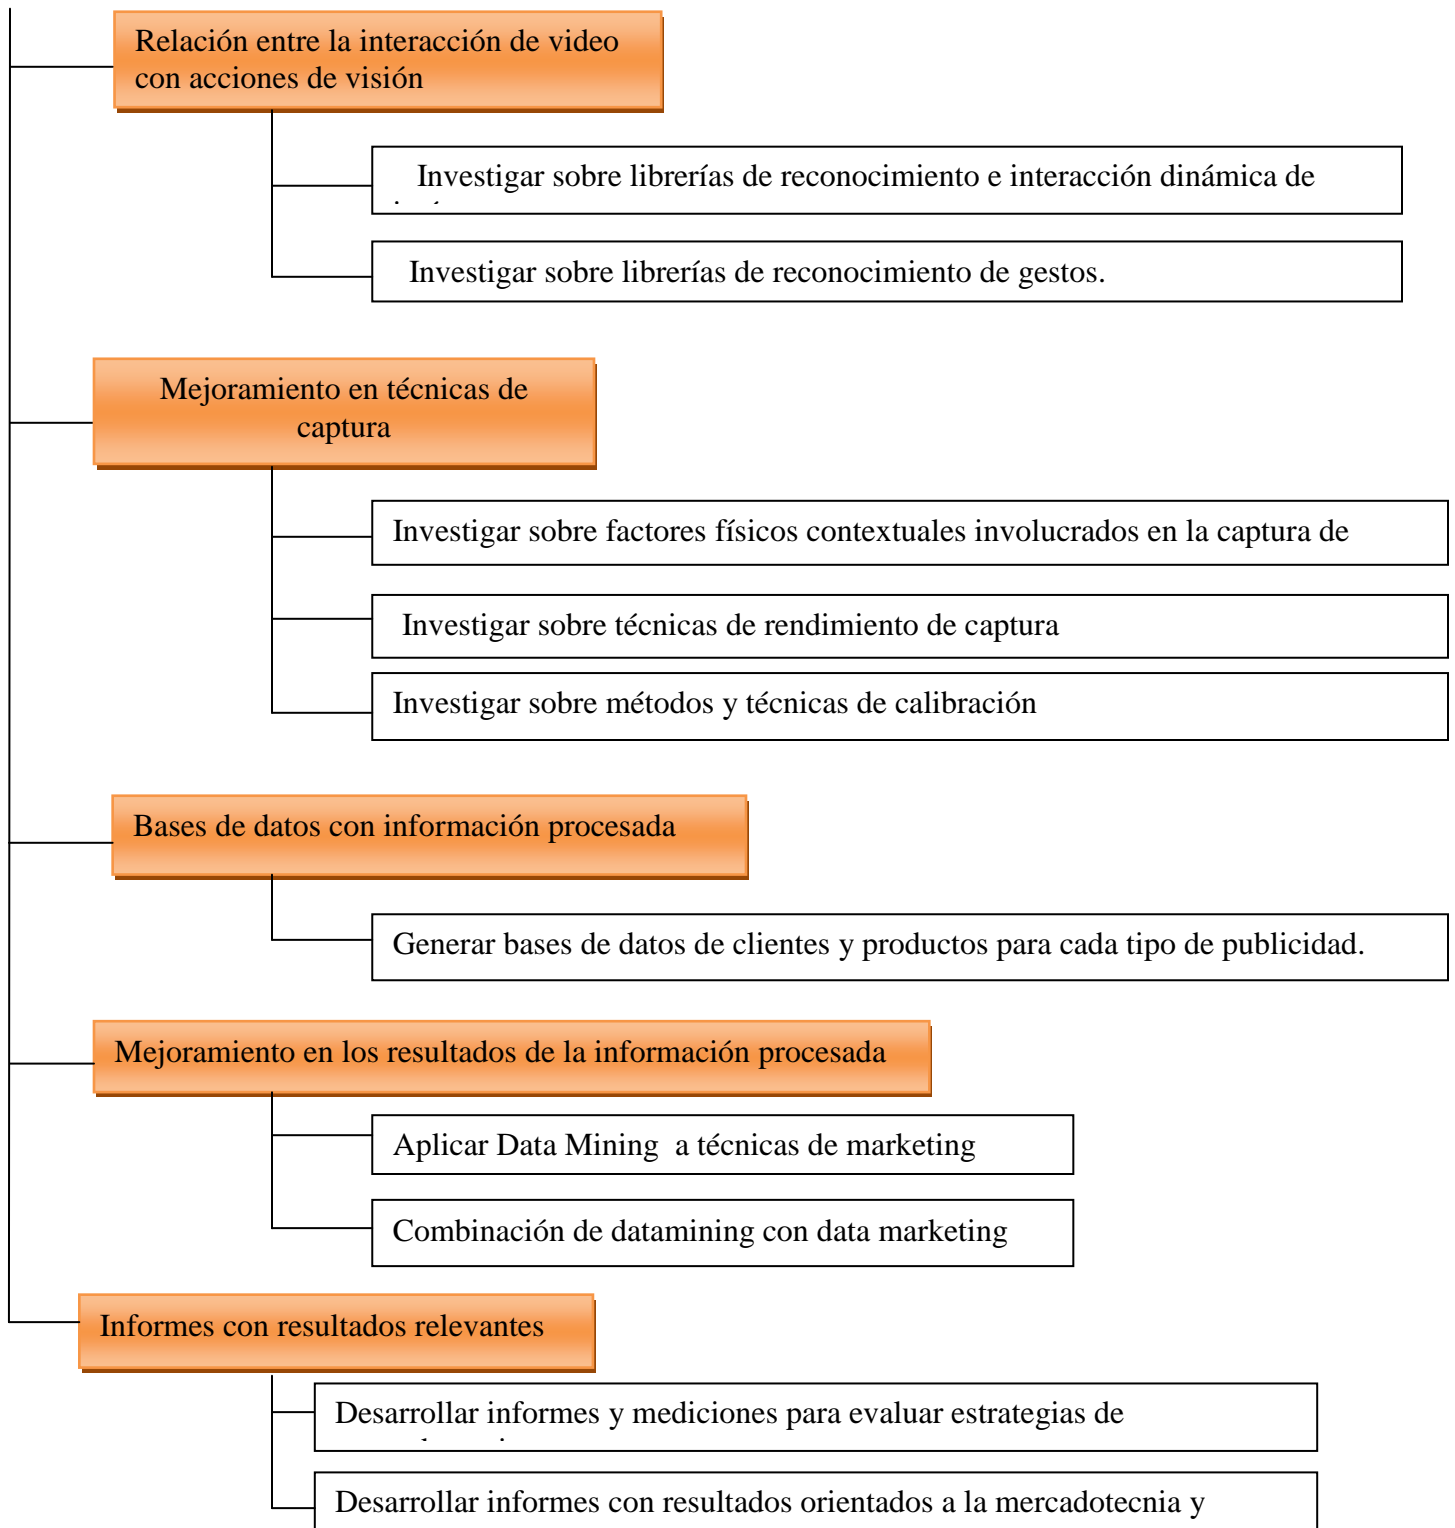 Relación entre la interacción de video
con acciones de visión
Investigar sobre librerías de reconocimiento e interacción dinámica de
Investigar sobre librerías de reconocimiento de gestos.
Mejoramiento en técnicas de
captura
Investigar sobre factores físicos contextuales involucrados en la captura de
Investigar sobre técnicas de rendimiento de captura
Investigar sobre métodos y técnicas de calibración
Bases de datos con información procesada
Generar bases de datos de clientes y productos para cada tipo de publicidad.
Mejoramiento en los resultados de la información procesada
Aplicar Data Mining  a técnicas de marketing
Combinación de datamining con data marketing
Informes con resultados relevantes
Desarrollar informes y mediciones para evaluar estrategias de
Desarrollar informes con resultados orientados a la mercadotecnia y